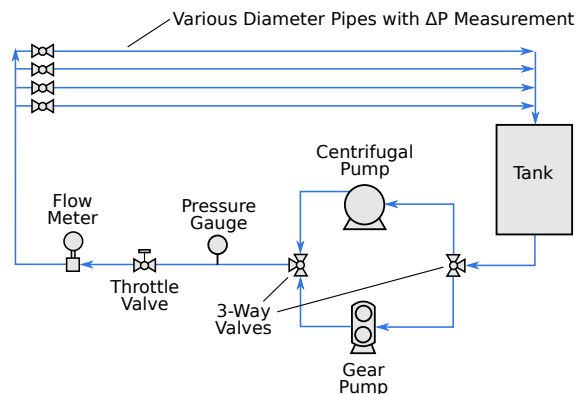 Various Diameter Pipes with ΔP Measurement
Centrifugal
Pump
Tank
Flow
Meter
Pressure
Gauge
Throttle
Valve
3-Way
Valves
Gear
Pump